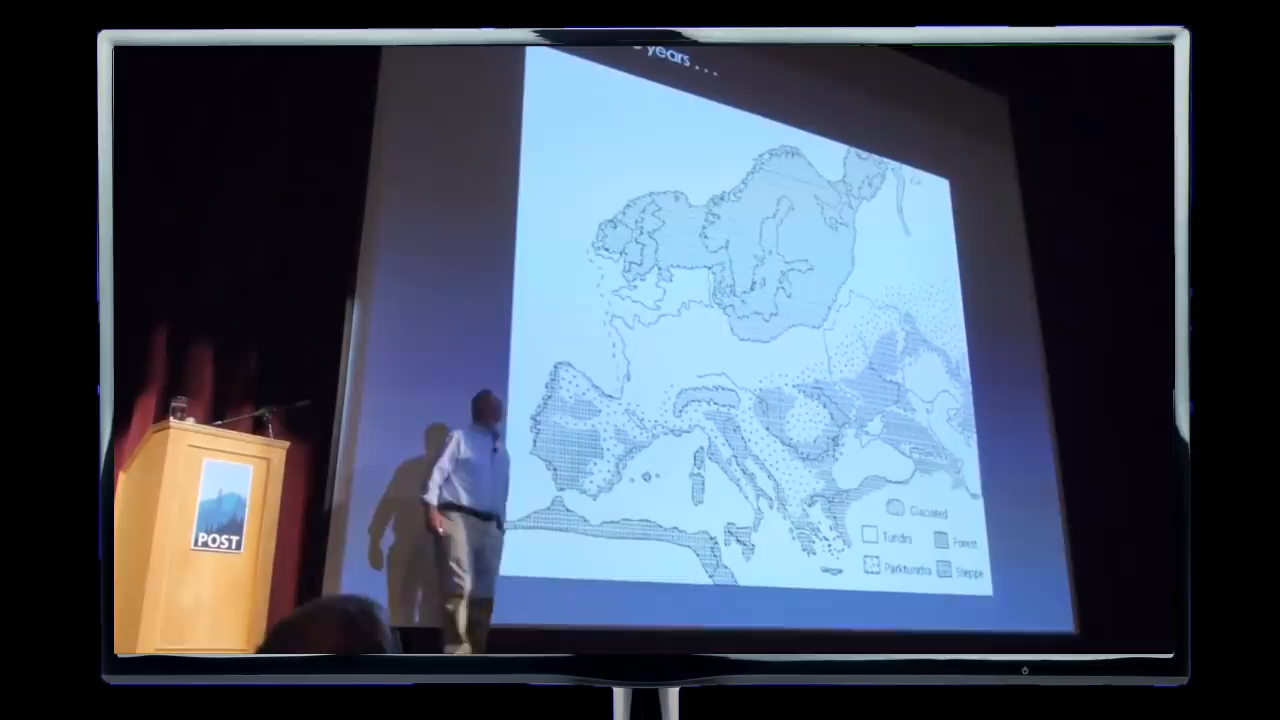 years . . .
POST
Glaciated
Tundra
Forest
Parktundra
Steppe